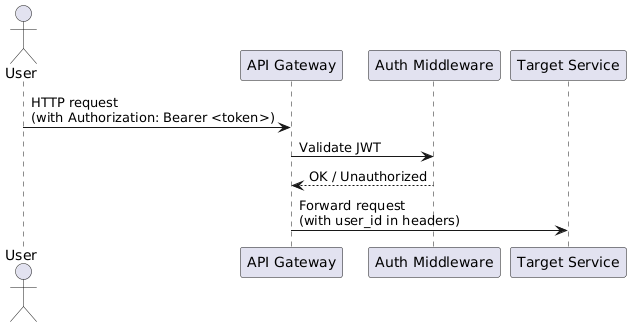 User
API Gateway
Auth Middleware
Target Service
HTTP request
(with Authorization: Bearer <token>)
Validate JWT
OK / Unauthorized
Forward request
(with user_id in headers)
User
API Gateway
Auth Middleware
Target Service